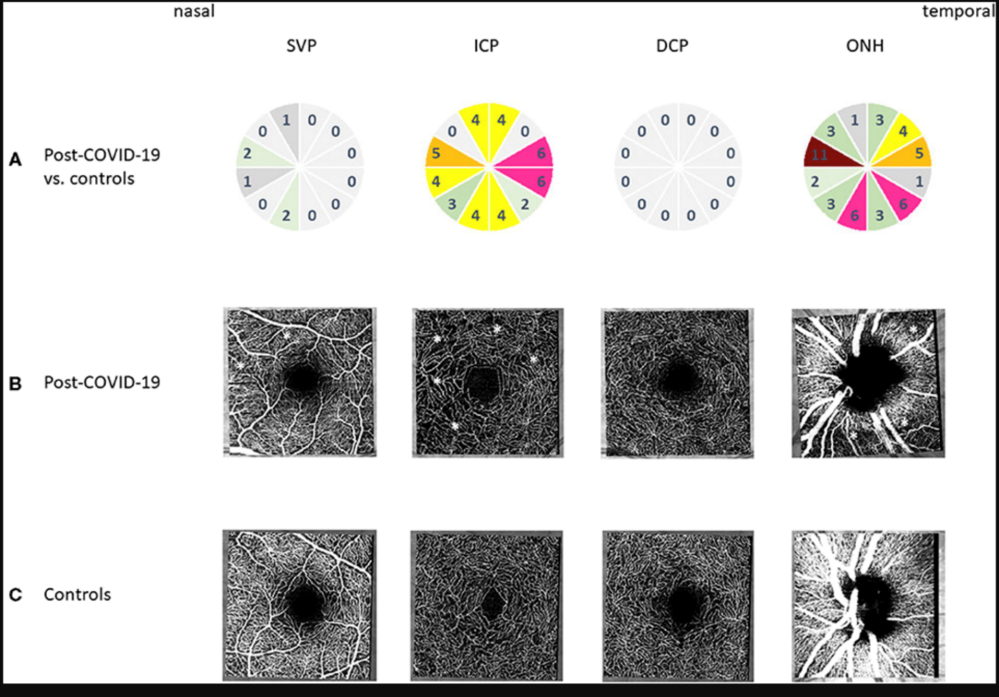 nasal temporal
SVP ICP DCP ONH
A Post-COVID-19
vs. controls
1 0 4 4 0 0 1 3
0 0 0 0 0 0 3 4
2 0 5 6 0 0 11 5
1 0 4 6 0 0 2 1
0 0 3 2 0 0 3 6
2 0 4 4 0 0 6 3
B Post-COVID-19
* * * * * * * * * *
C Controls